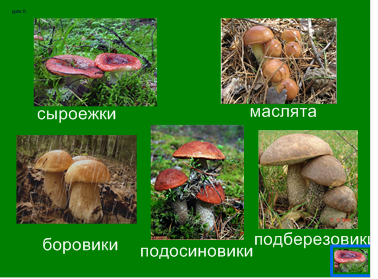 сыроежки
маслята
боровики
подосиновики
подберезовики